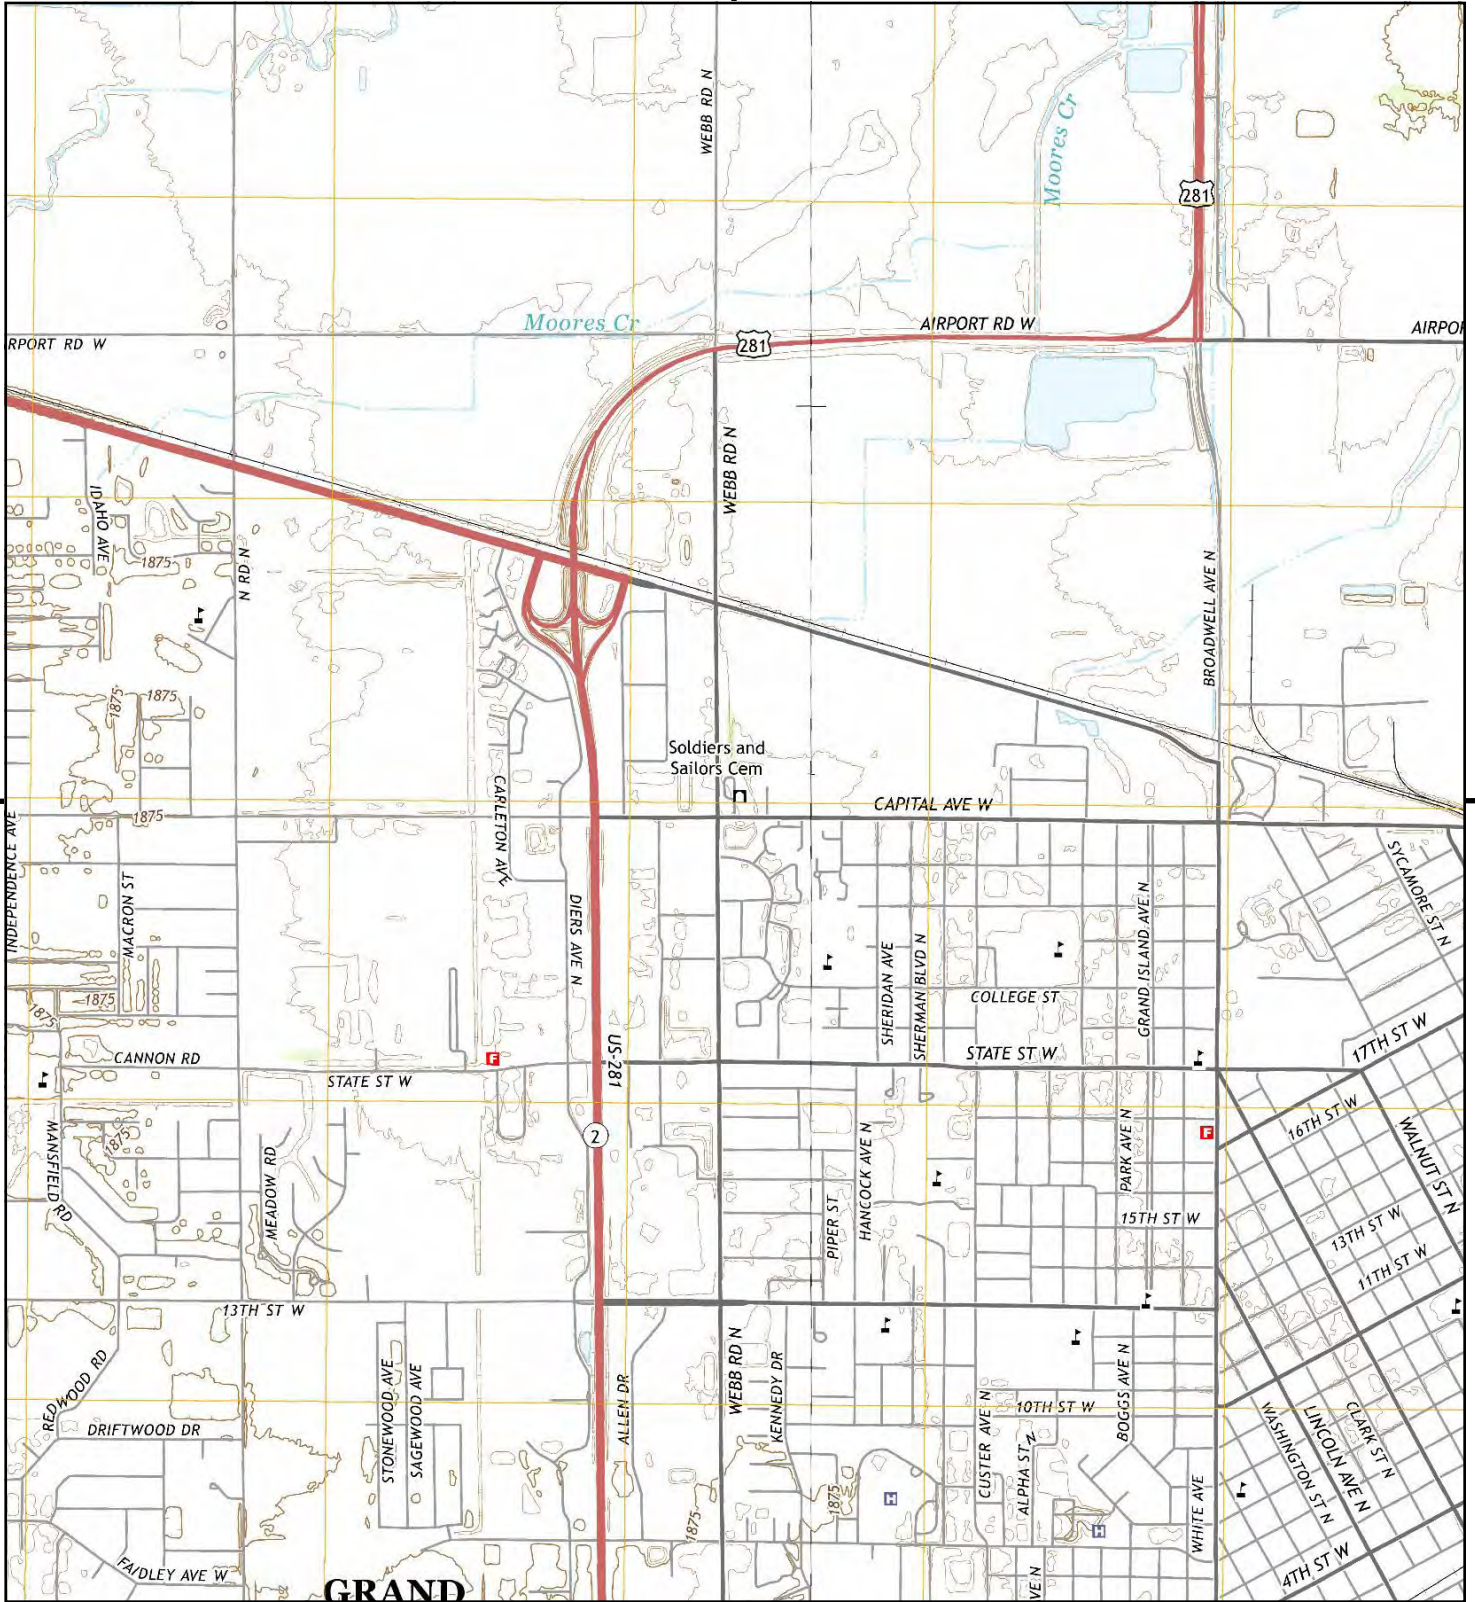 WEBB RD N
Moores Cr
281
Moores Cr
281
AIRPORT RD W
AIRPO
RPORT RD W
WEBB RD N
IDAHO AVE
1875
N RD N
BROADWELL AVE N
1875
1875
Soldiers and
Sailors Cem
CARLETON AVE
CAPITAL AVE W
1875
INDEPENDENCE AVE
MACRON ST
DIERS AVE N
SHERIDAN AVE
SHERMAN BLVD N
GRAND ISLAND AVE N
SYCAMORE ST N
COLLEGE ST
1875
1875
17TH ST W
US-281
STATE ST W
CANNON RD
F
STATE ST W
2
16TH ST W
F
WALNUT ST N
MANSFIELD RD
1875
MEADOW RD
PIPER ST
HANCOCK AVE N
PARK AVE N
15TH ST W
13TH ST W
11TH ST W
13TH ST W
REDWOOD RD
STONEWOOD AVE
SAGEWOOD AVE
ALLEN DR
WEBB RD N
KENNEDY DR
CUSTER AVE N
10TH ST W
BOGGS AVE N
WASHINGTON ST N
LINCOLN AVE N
CLARK ST N
DRIFTWOOD DR
ALPHA ST N
1875
1875
H
H
WHITE AVE
FAIDLEY AVE W
4TH ST W
VE N
GRAND